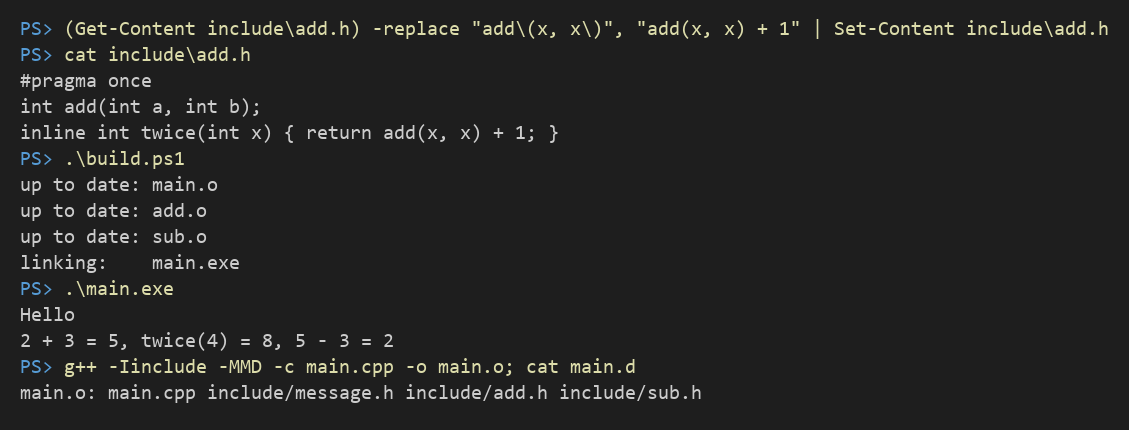 PS> (Get-Content include\add.h) -replace "add\(x, x\)", "add(x, x) + 1" | Set-Content include\add.h
PS> cat include\add.h
#pragma once
int add(int a, int b);
inline int twice(int x) { return add(x, x) + 1; }
PS> .\build.ps1
up to date: main.o
up to date: add.o
up to date: sub.o
linking:    main.exe
PS> .\main.exe
Hello
2 + 3 = 5, twice(4) = 8, 5 - 3 = 2
PS> g++ -Iinclude -MMD -c main.cpp -o main.o; cat main.d
main.o: main.cpp include/message.h include/add.h include/sub.h